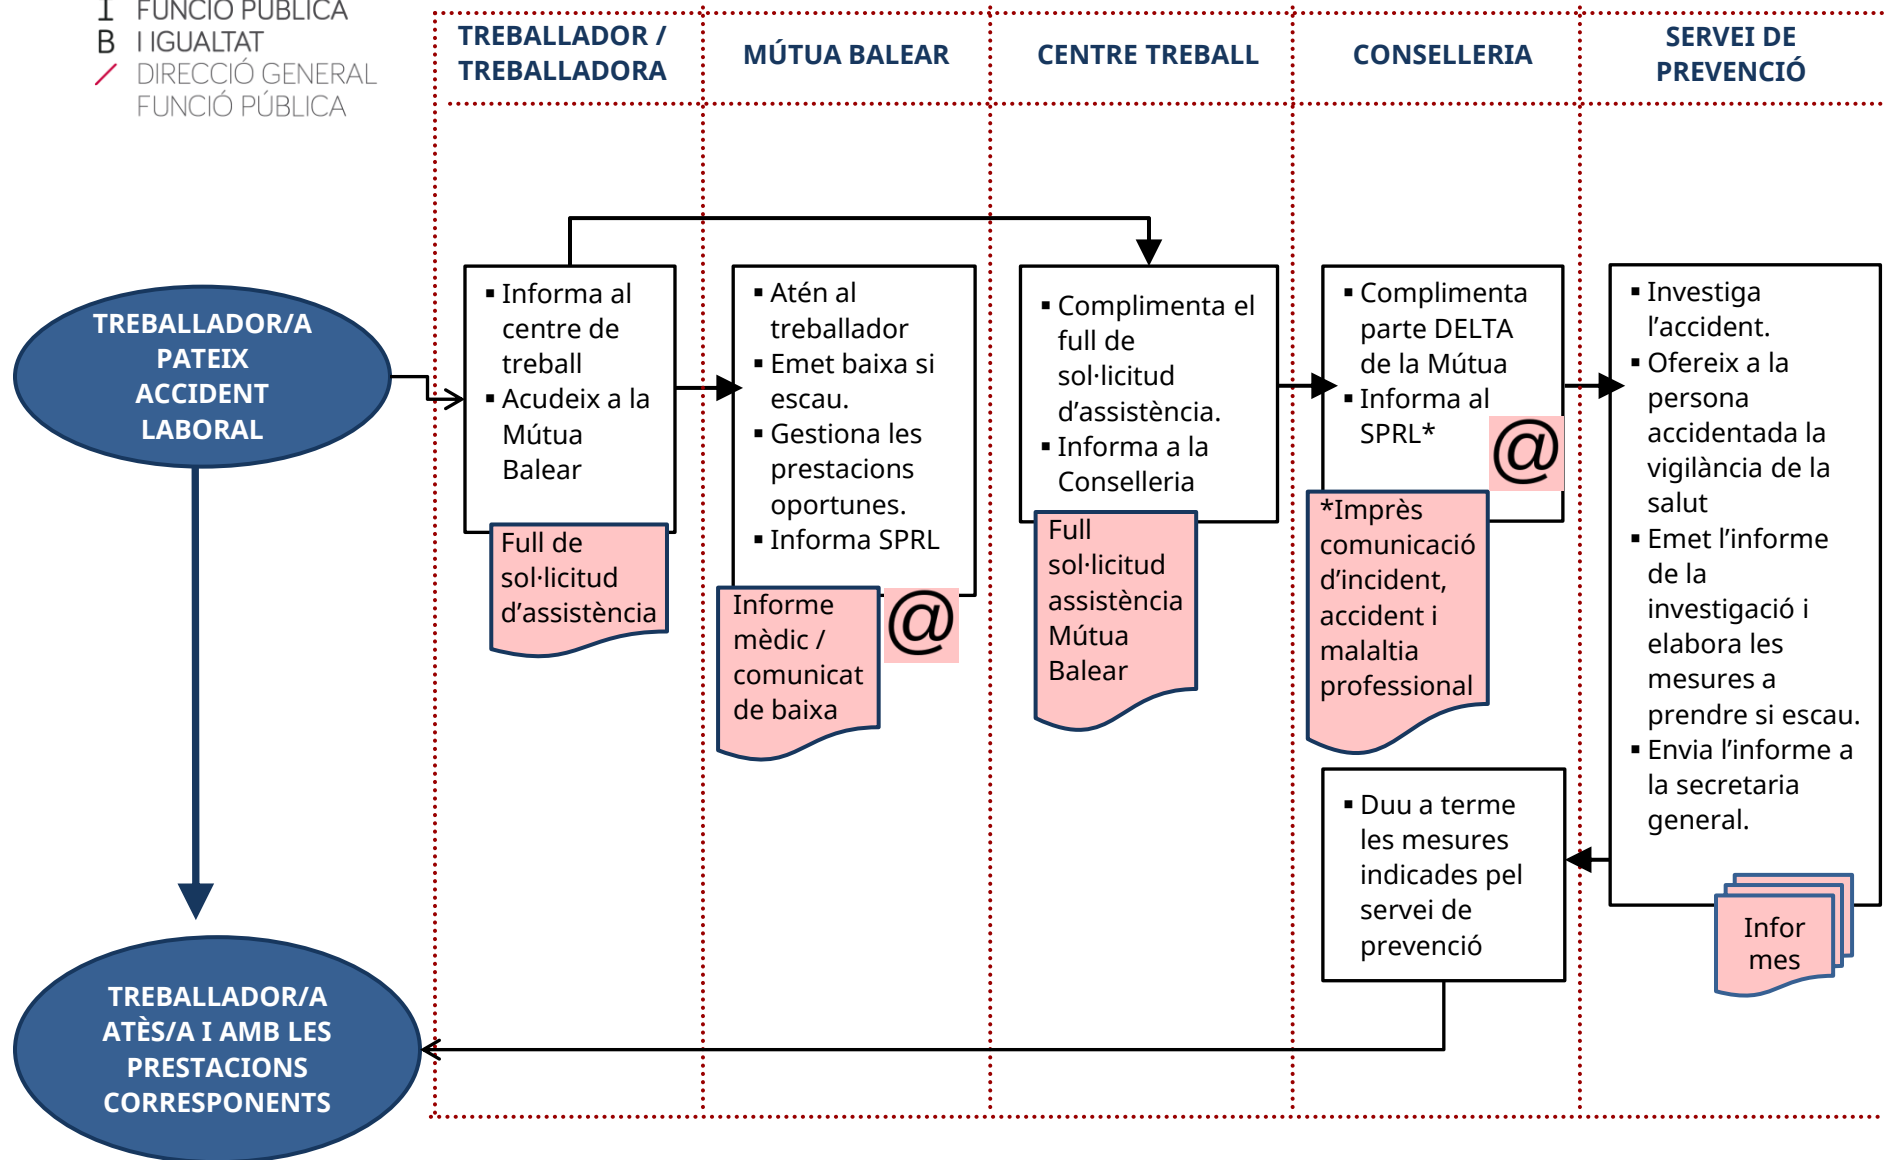 I FUNCIÓ PÚBLICA
B I IGUALTAT
/ DIRECCIÓ GENERAL
FUNCIÓ PÚBLICA
TREBALLADOR /
TREBALLADORA
MÚTUA BALEAR
CENTRE TREBALL
CONSELLERIA
SERVEI DE
PREVENCIÓ
TREBALLADOR/A
PATEIX
ACCIDENT
LABORAL
▪ Informa al
centre de
treball
▪ Acudeix a la
Mútua
Balear
Full de
sol·licitud
d’assistència
▪ Atén al
treballador
▪ Emet baixa si
escau.
▪ Gestiona les
prestacions
oportunes.
▪ Informa SPRL
Informe
mèdic /
comunicat
de baixa
@
▪ Complimenta el
full de
sol·licitud
d’assistència.
▪ Informa a la
Conselleria
Full
sol·licitud
assistència
Mútua
Balear
▪ Complimenta
parte DELTA
de la Mútua
▪ Informa al
SPRL*
@
*Imprès
comunicació
d’incident,
accident i
malaltia
professional
▪ Investiga
l’accident.
▪ Ofereix a la
persona
accidentada la
vigilància de la
salut
▪ Emet l’informe
de la
investigació i
elabora les
mesures a
prendre si escau.
▪ Envia l’informe a
la secretaria
general.
Infor
mes
▪ Duu a terme
les mesures
indicades pel
servei de
prevenció
TREBALLADOR/A
ATÈS/A I AMB LES
PRESTACIONS
CORRESPONENTS